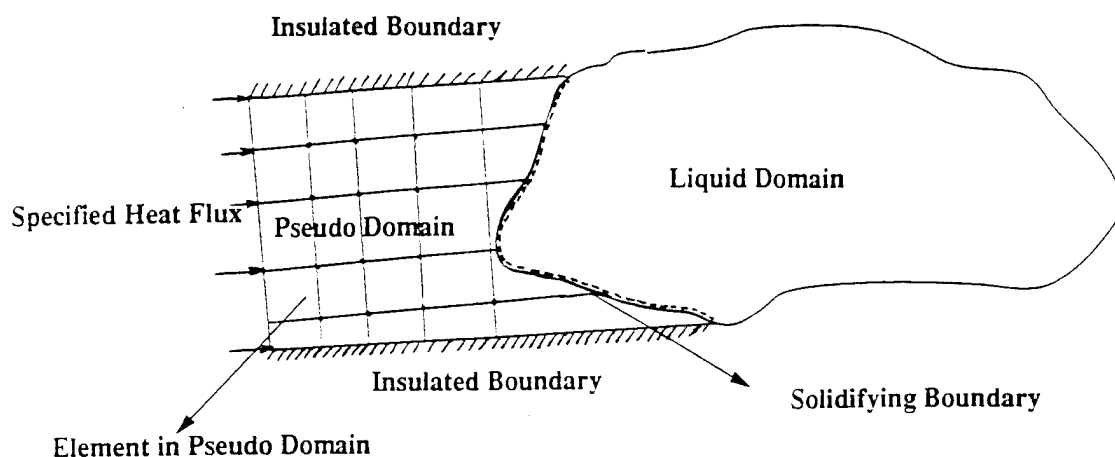 Insulated Boundary
Liquid Domain
Specified Heat Flux
Pseudo Domain
Insulated Boundary
Solidifying Boundary
Element in Pseudo Domain